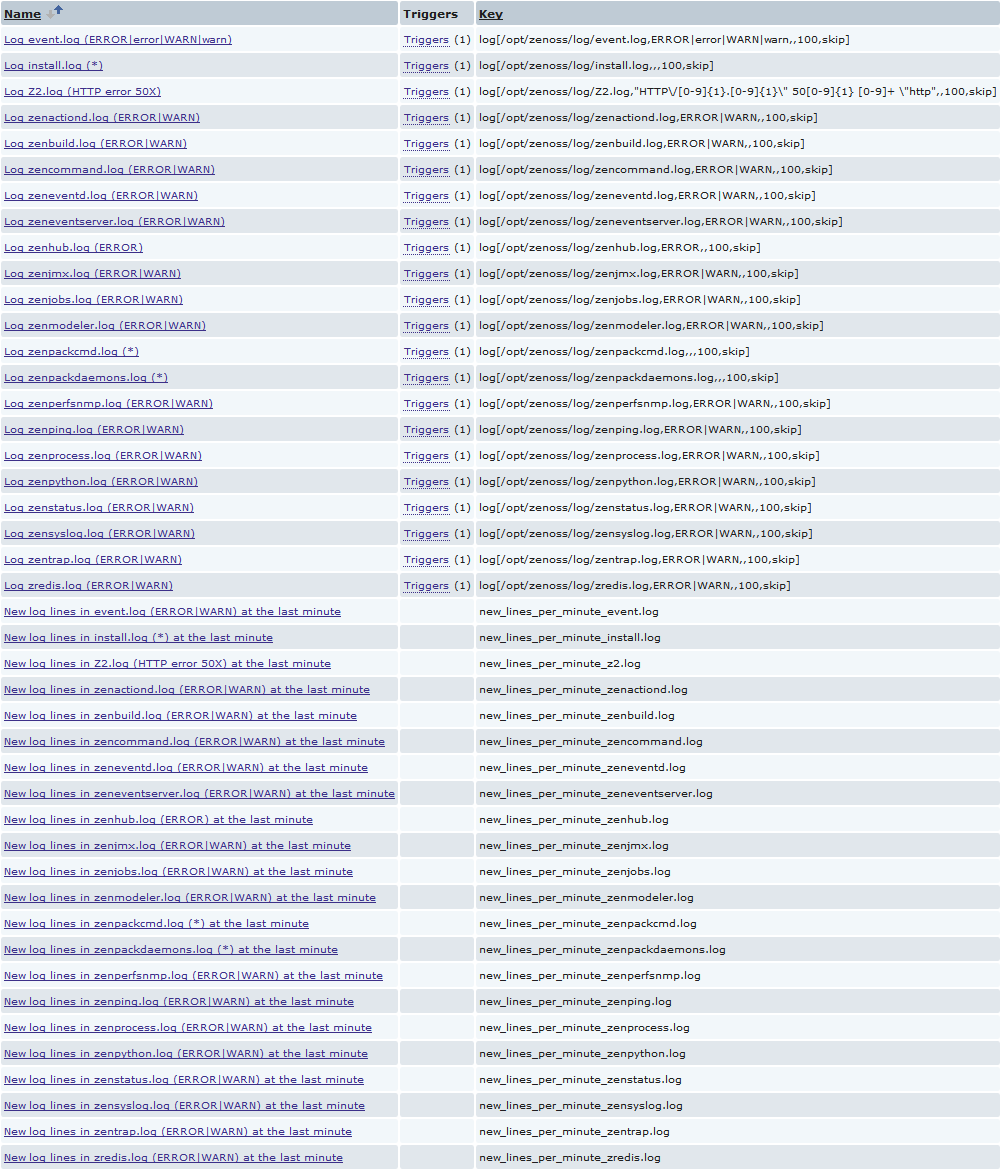 Name Triggers Key
Log event.log (ERROR|error|WARN|warn) Triggers (1) log[/opt/zenoss/log/event.log,ERROR|error|WARN|warn,,100,skip]
Log install.log (*) Triggers (1) log[/opt/zenoss/log/install.log,,,100,skip]
Log Z2.log (HTTP error 50X) Triggers (1) log[/opt/zenoss/log/Z2.log,"HTTP\/[0-9]{1}.[0-9]{1}\" 50[0-9]{1} [0-9]+ \"http",,100,skip]
Log zenactiond.log (ERROR|WARN) Triggers (1) log[/opt/zenoss/log/zenactiond.log,ERROR|WARN,,100,skip]
Log zenbuild.log (ERROR|WARN) Triggers (1) log[/opt/zenoss/log/zenbuild.log,ERROR|WARN,,100,skip]
Log zencommand.log (ERROR|WARN) Triggers (1) log[/opt/zenoss/log/zencommand.log,ERROR|WARN,,100,skip]
Log zeneventd.log (ERROR|WARN) Triggers (1) log[/opt/zenoss/log/zeneventd.log,ERROR|WARN,,100,skip]
Log zeneventserver.log (ERROR|WARN) Triggers (1) log[/opt/zenoss/log/zeneventserver.log,ERROR|WARN,,100,skip]
Log zenhub.log (ERROR) Triggers (1) log[/opt/zenoss/log/zenhub.log,ERROR,,100,skip]
Log zenjmx.log (ERROR|WARN) Triggers (1) log[/opt/zenoss/log/zenjmx.log,ERROR|WARN,,100,skip]
Log zenjobs.log (ERROR|WARN) Triggers (1) log[/opt/zenoss/log/zenjobs.log,ERROR|WARN,,100,skip]
Log zenmodeler.log (ERROR|WARN) Triggers (1) log[/opt/zenoss/log/zenmodeler.log,ERROR|WARN,,100,skip]
Log zenpackcmd.log (*) Triggers (1) log[/opt/zenoss/log/zenpackcmd.log,,,100,skip]
Log zenpackdaemons.log (*) Triggers (1) log[/opt/zenoss/log/zenpackdaemons.log,,,100,skip]
Log zenperfsnmp.log (ERROR|WARN) Triggers (1) log[/opt/zenoss/log/zenperfsnmp.log,ERROR|WARN,,100,skip]
Log zenping.log (ERROR|WARN) Triggers (1) log[/opt/zenoss/log/zenping.log,ERROR|WARN,,100,skip]
Log zenprocess.log (ERROR|WARN) Triggers (1) log[/opt/zenoss/log/zenprocess.log,ERROR|WARN,,100,skip]
Log zenpython.log (ERROR|WARN) Triggers (1) log[/opt/zenoss/log/zenpython.log,ERROR|WARN,,100,skip]
Log zenstatus.log (ERROR|WARN) Triggers (1) log[/opt/zenoss/log/zenstatus.log,ERROR|WARN,,100,skip]
Log zensyslog.log (ERROR|WARN) Triggers (1) log[/opt/zenoss/log/zensyslog.log,ERROR|WARN,,100,skip]
Log zentrap.log (ERROR|WARN) Triggers (1) log[/opt/zenoss/log/zentrap.log,ERROR|WARN,,100,skip]
Log zredis.log (ERROR|WARN) Triggers (1) log[/opt/zenoss/log/zredis.log,ERROR|WARN,,100,skip]
New log lines in event.log (ERROR|WARN) at the last minute new_lines_per_minute_event.log
New log lines in install.log (*) at the last minute new_lines_per_minute_install.log
New log lines in Z2.log (HTTP error 50X) at the last minute new_lines_per_minute_z2.log
New log lines in zenactiond.log (ERROR|WARN) at the last minute new_lines_per_minute_zenactiond.log
New log lines in zenbuild.log (ERROR|WARN) at the last minute new_lines_per_minute_zenbuild.log
New log lines in zencommand.log (ERROR|WARN) at the last minute new_lines_per_minute_zencommand.log
New log lines in zeneventd.log (ERROR|WARN) at the last minute new_lines_per_minute_zeneventd.log
New log lines in zeneventserver.log (ERROR|WARN) at the last minute new_lines_per_minute_zeneventserver.log
New log lines in zenhub.log (ERROR) at the last minute new_lines_per_minute_zenhub.log
New log lines in zenjmx.log (ERROR|WARN) at the last minute new_lines_per_minute_zenjmx.log
New log lines in zenjobs.log (ERROR|WARN) at the last minute new_lines_per_minute_zenjobs.log
New log lines in zenmodeler.log (ERROR|WARN) at the last minute new_lines_per_minute_zenmodeler.log
New log lines in zenpackcmd.log (*) at the last minute new_lines_per_minute_zenpackcmd.log
New log lines in zenpackdaemons.log (*) at the last minute new_lines_per_minute_zenpackdaemons.log
New log lines in zenperfsnmp.log (ERROR|WARN) at the last minute new_lines_per_minute_zenperfsnmp.log
New log lines in zenping.log (ERROR|WARN) at the last minute new_lines_per_minute_zenping.log
New log lines in zenprocess.log (ERROR|WARN) at the last minute new_lines_per_minute_zenprocess.log
New log lines in zenpython.log (ERROR|WARN) at the last minute new_lines_per_minute_zenpython.log
New log lines in zenstatus.log (ERROR|WARN) at the last minute new_lines_per_minute_zenstatus.log
New log lines in zensyslog.log (ERROR|WARN) at the last minute new_lines_per_minute_zensyslog.log
New log lines in zentrap.log (ERROR|WARN) at the last minute new_lines_per_minute_zentrap.log
New log lines in zredis.log (ERROR|WARN) at the last minute new_lines_per_minute_zredis.log